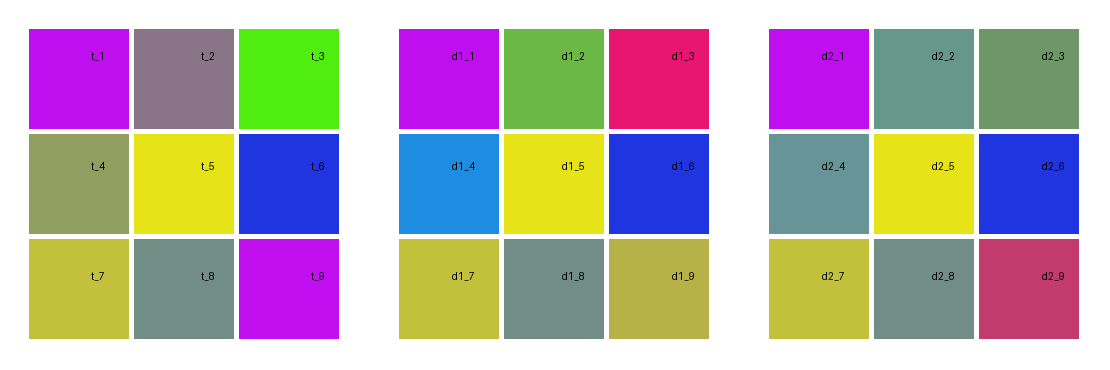 t_1 t_2 t_3 d1_1 d1_2 d1_3 d2_1 d2_2 d2_3
t_4 t_5 t_6 d1_4 d1_5 d1_6 d2_4 d2_5 d2_6
t_7 t_8 t_9 d1_7 d1_8 d1_9 d2_7 d2_8 d2_9